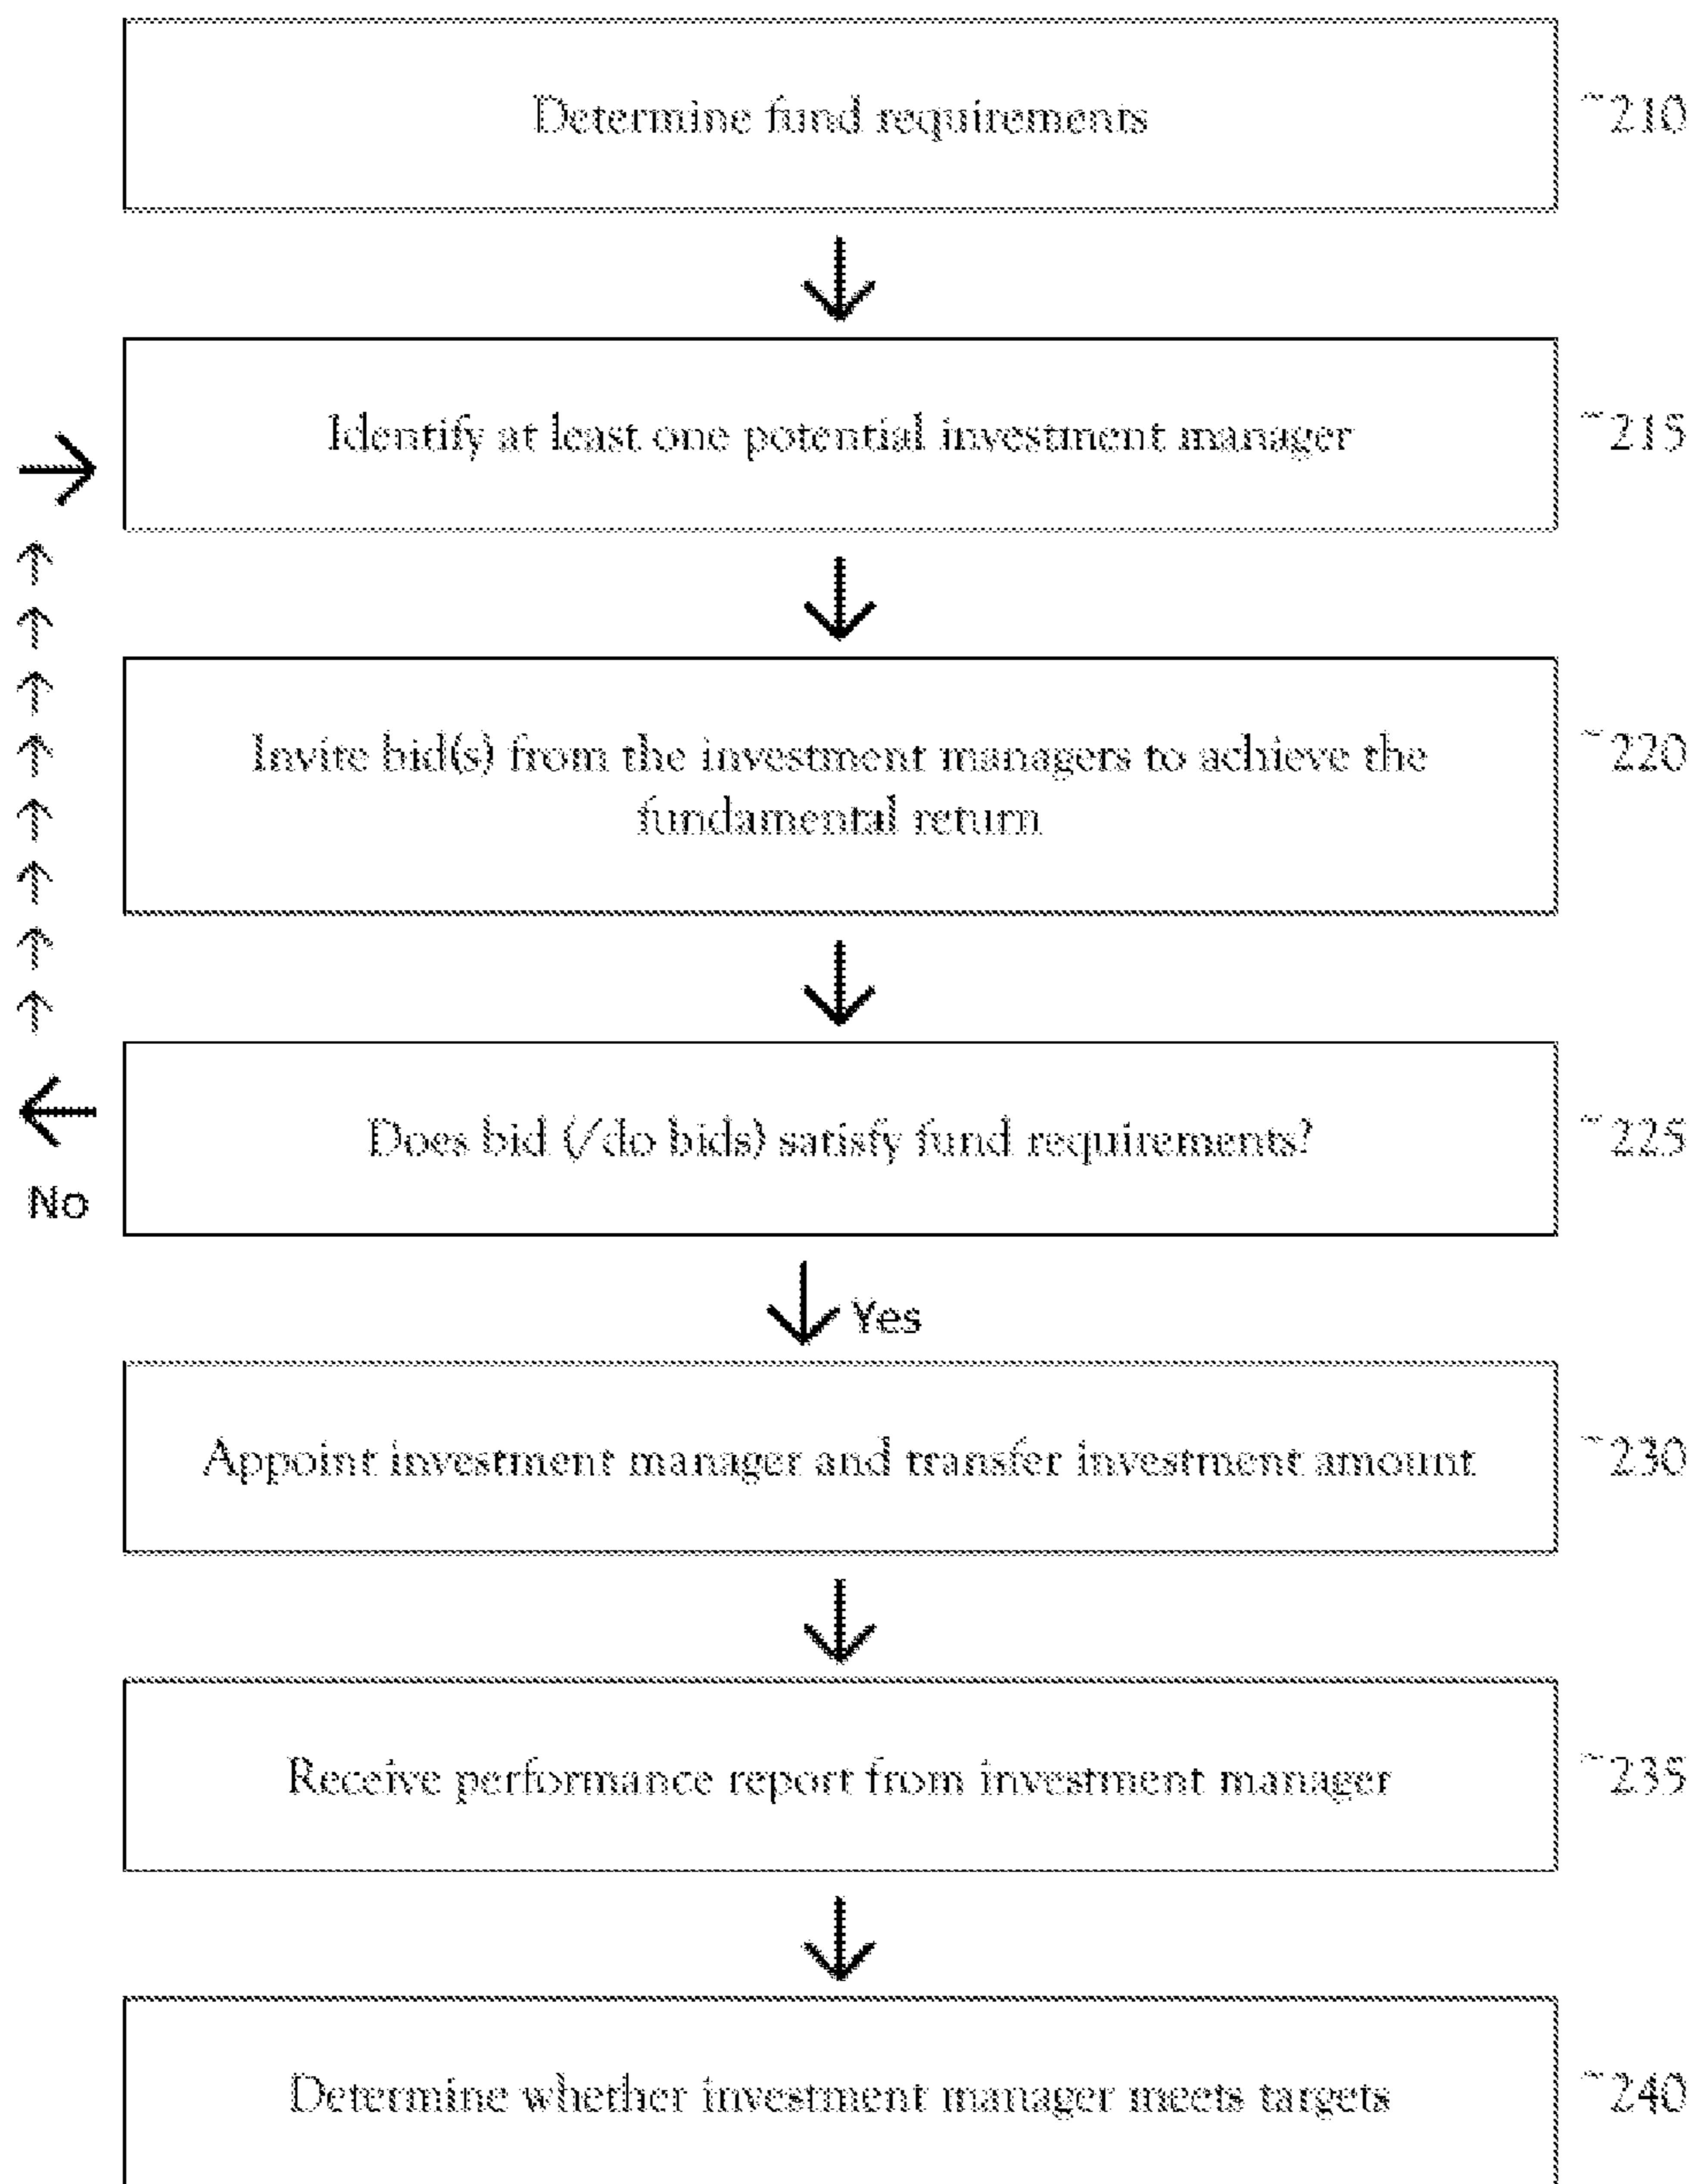 Determine fund requirements
~210
Identify at least one potential investment manager
~215
Invite bid(s) from the investment managers to achieve the
fundamental return
~220
Does bid (/do bids) satisfy fund requirements?
~225
No
Yes
Appoint investment manager and transfer investment amount
~230
Receive performance report from investment manager
~235
Determine whether investment manager meets targets
~240